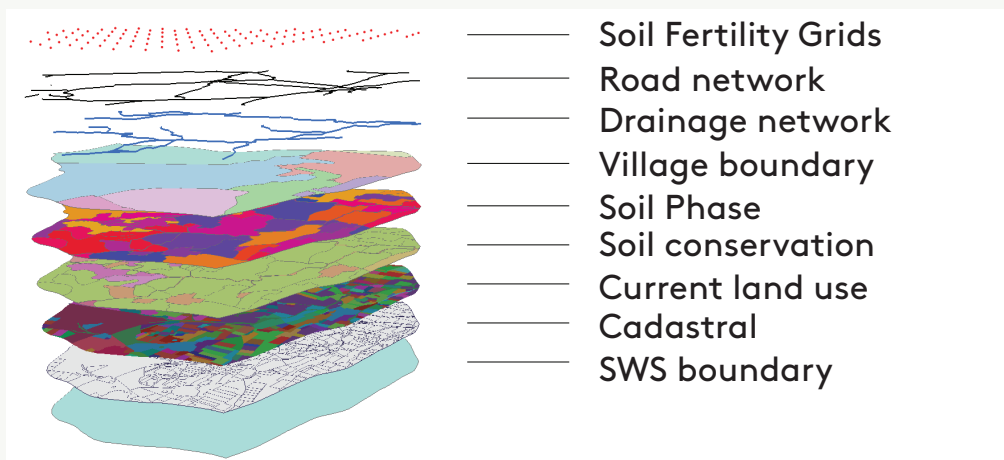 Soil Fertility Grids
Road network
Drainage network
Village boundary
Soil Phase
Soil conservation
Current land use
Cadastral
SWS boundary